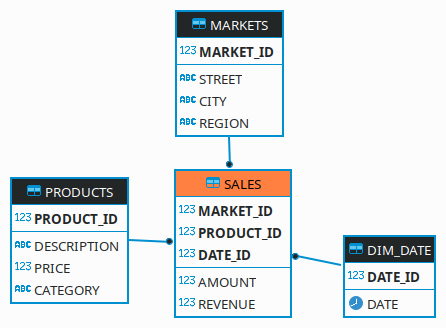 MARKETS
123 MARKET_ID
ABC STREET
ABC CITY
ABC REGION
PRODUCTS
123 PRODUCT_ID
ABC DESCRIPTION
123 PRICE
ABC CATEGORY
SALES
123 MARKET_ID
123 PRODUCT_ID
123 DATE_ID
123 AMOUNT
123 REVENUE
DIM_DATE
123 DATE_ID
DATE